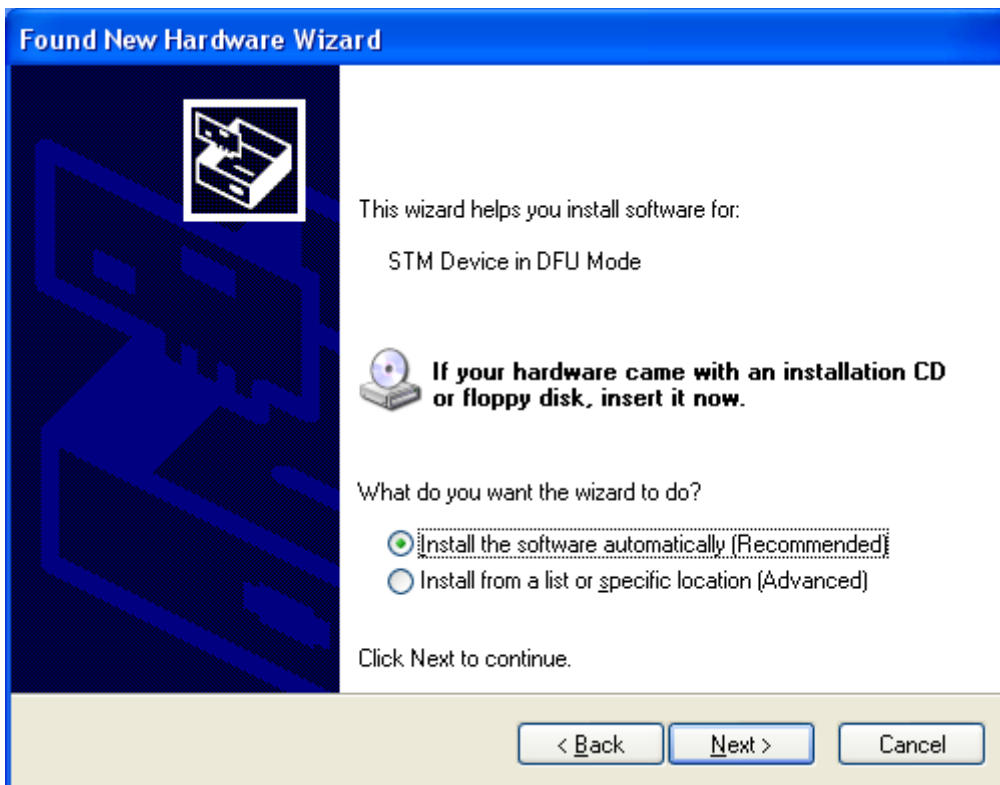 Found New Hardware Wizard
This wizard helps you install software for:
STM Device in DFU Mode
If your hardware came with an installation CD
or floppy disk, insert it now.
What do you want the wizard to do?
Install the software automatically (Recommended)
Install from a list or specific location (Advanced)
Click Next to continue.
< Back
Next >
Cancel